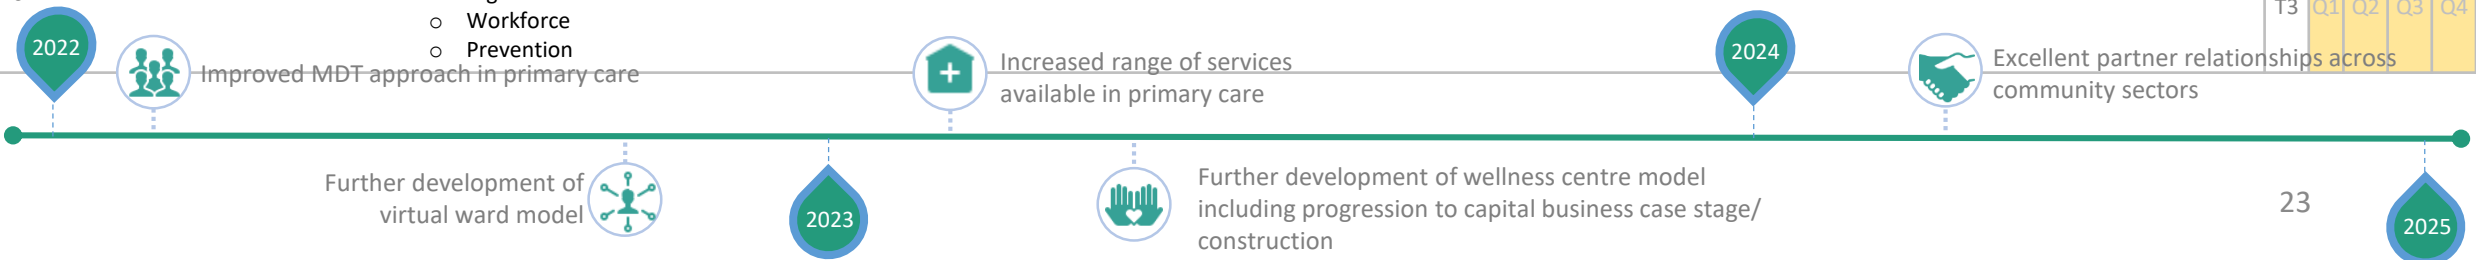 Workforce
Prevention
T3 Q1 Q2 Q3 Q4
2022
Improved MDT approach in primary care
Increased range of services
available in primary care
2024
Excellent partner relationships across
community sectors
Further development of
virtual ward model
2023
Further development of wellness centre model
including progression to capital business case stage/
construction
23
2025